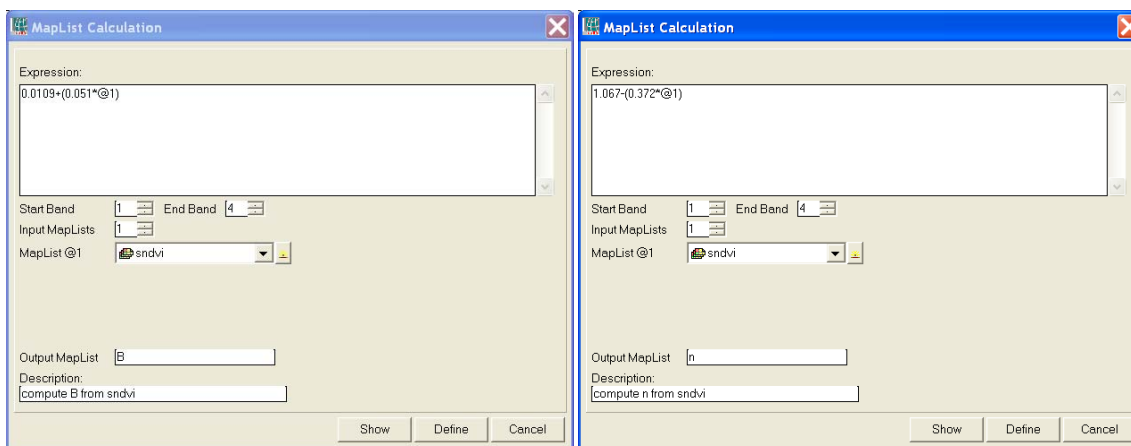 MapList Calculation
Expression:
0.0109+(0.051*@1)
Start Band 1 End Band 4
Input MapLists 1
MapList @1 sndvi
Output MapList B
Description:
compute B from sndvi
Show Define Cancel
MapList Calculation
Expression:
1.067-(0.372*@1)
Start Band 1 End Band 4
Input MapLists 1
MapList @1 sndvi
Output MapList n
Description:
compute n from sndvi
Show Define Cancel